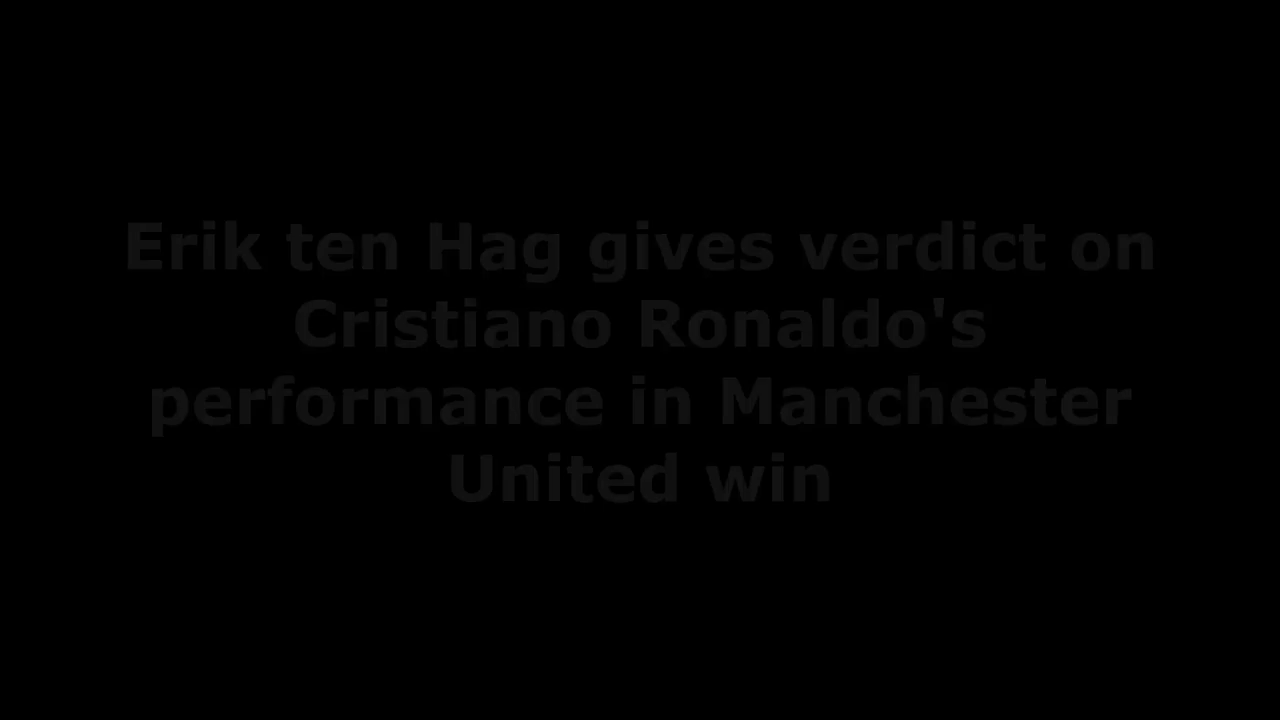 Erik ten Hag gives verdict on
Cristiano Ronaldo's
performance in Manchester
United win